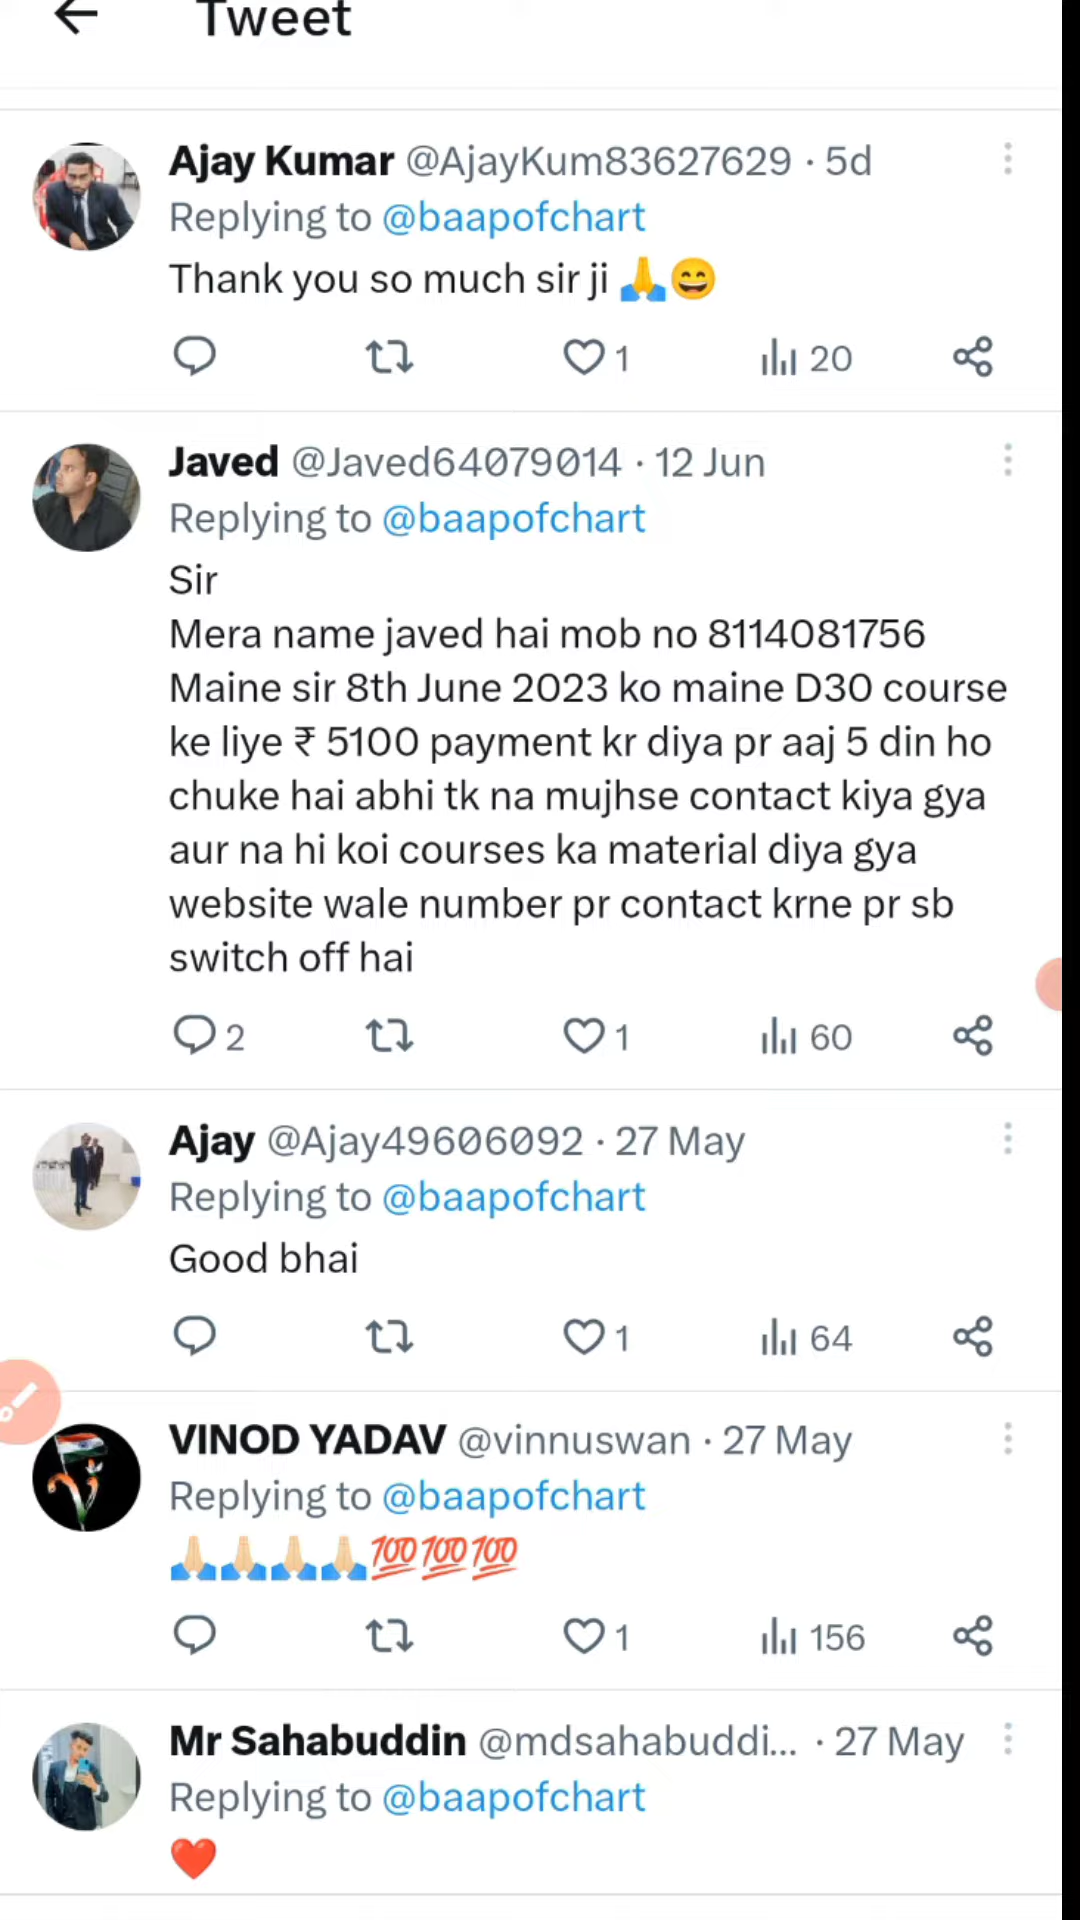 Tweet
Ajay Kumar @AjayKum83627629 · 5d
Replying to @baapofchart
Thank you so much sir ji 🙏😄
1 20
Javed @Javed64079014 · 12 Jun
Replying to @baapofchart
Sir
Mera name javed hai mob no 8114081756
Maine sir 8th June 2023 ko maine D30 course
ke liye ₹ 5100 payment kr diya pr aaj 5 din ho
chuke hai abhi tk na mujhse contact kiya gya
aur na hi koi courses ka material diya gya
website wale number pr contact krne pr sb
switch off hai
2 1 60
Ajay @Ajay49606092 · 27 May
Replying to @baapofchart
Good bhai
1 64
VINOD YADAV @vinnuswan · 27 May
Replying to @baapofchart
🙏🏻🙏🏻🙏🏻🙏🏻💯💯💯
1 156
Mr Sahabuddin @mdsahabuddi... · 27 May
Replying to @baapofchart
❤️